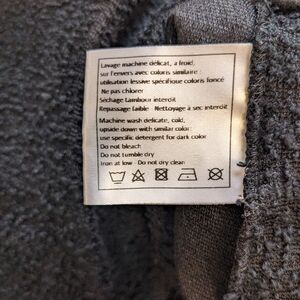 Lavage machine délicat, a froid,
sur l'envers avec coloris similaire :
utilisation lessive spécifique coloris foncé
Ne pas chlorer
Séchage tambour interdit
Repassage faible - Nettoyage à sec interdit
Machine wash delicate, cold,
upside down with similar color:
use specific detergent for dark color
Do not bleach
Do not tumble dry
Iron at low - Do not dry clean